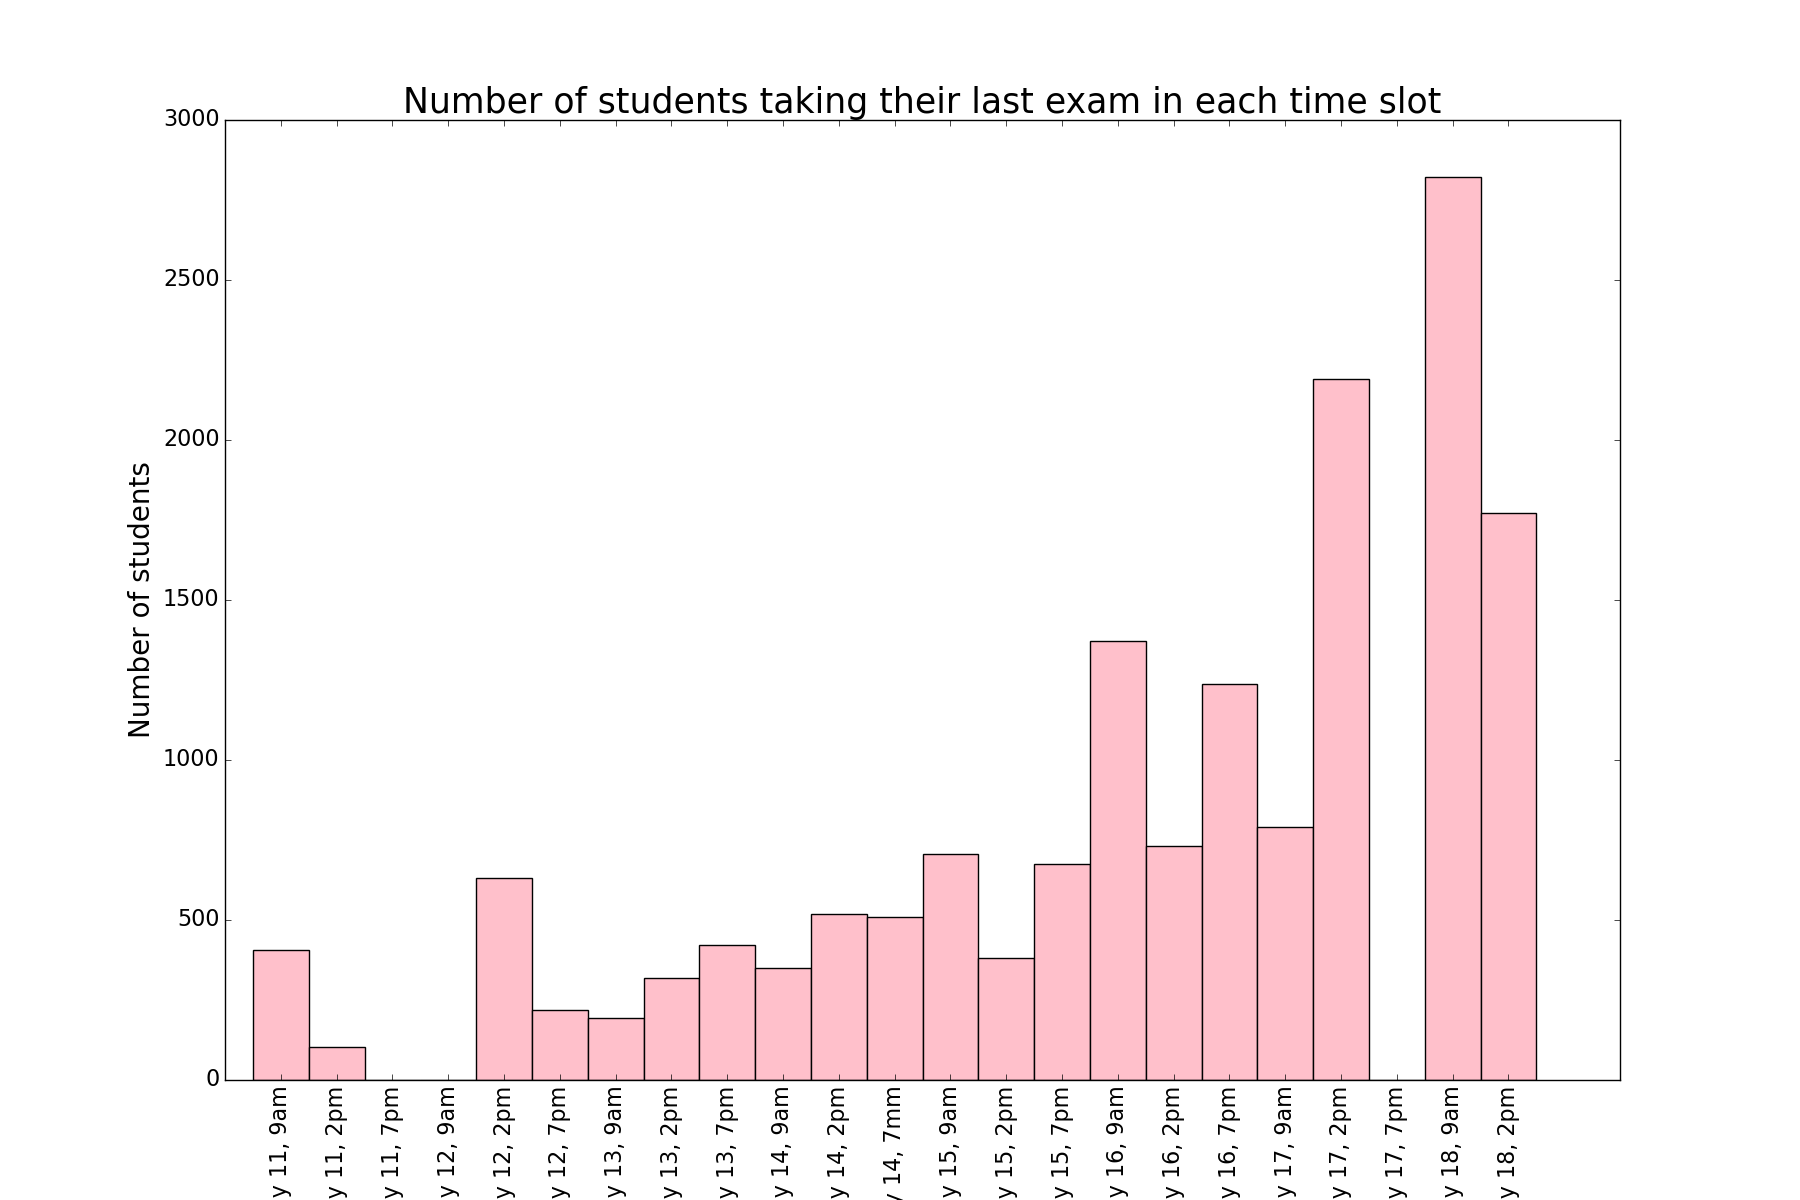 Number of students taking their last exam in each time slot
3000
2500
2000
1500
1000
500
0
Number of students
y 11, 9am
y 11, 2pm
y 11, 7pm
y 12, 9am
y 12, 2pm
y 12, 7pm
y 13, 9am
y 13, 2pm
y 13, 7pm
y 14, 9am
y 14, 2pm
y 14, 7mm
y 15, 9am
y 15, 2pm
y 15, 7pm
y 16, 9am
y 16, 2pm
y 16, 7pm
y 17, 9am
y 17, 2pm
y 17, 7pm
y 18, 9am
y 18, 2pm